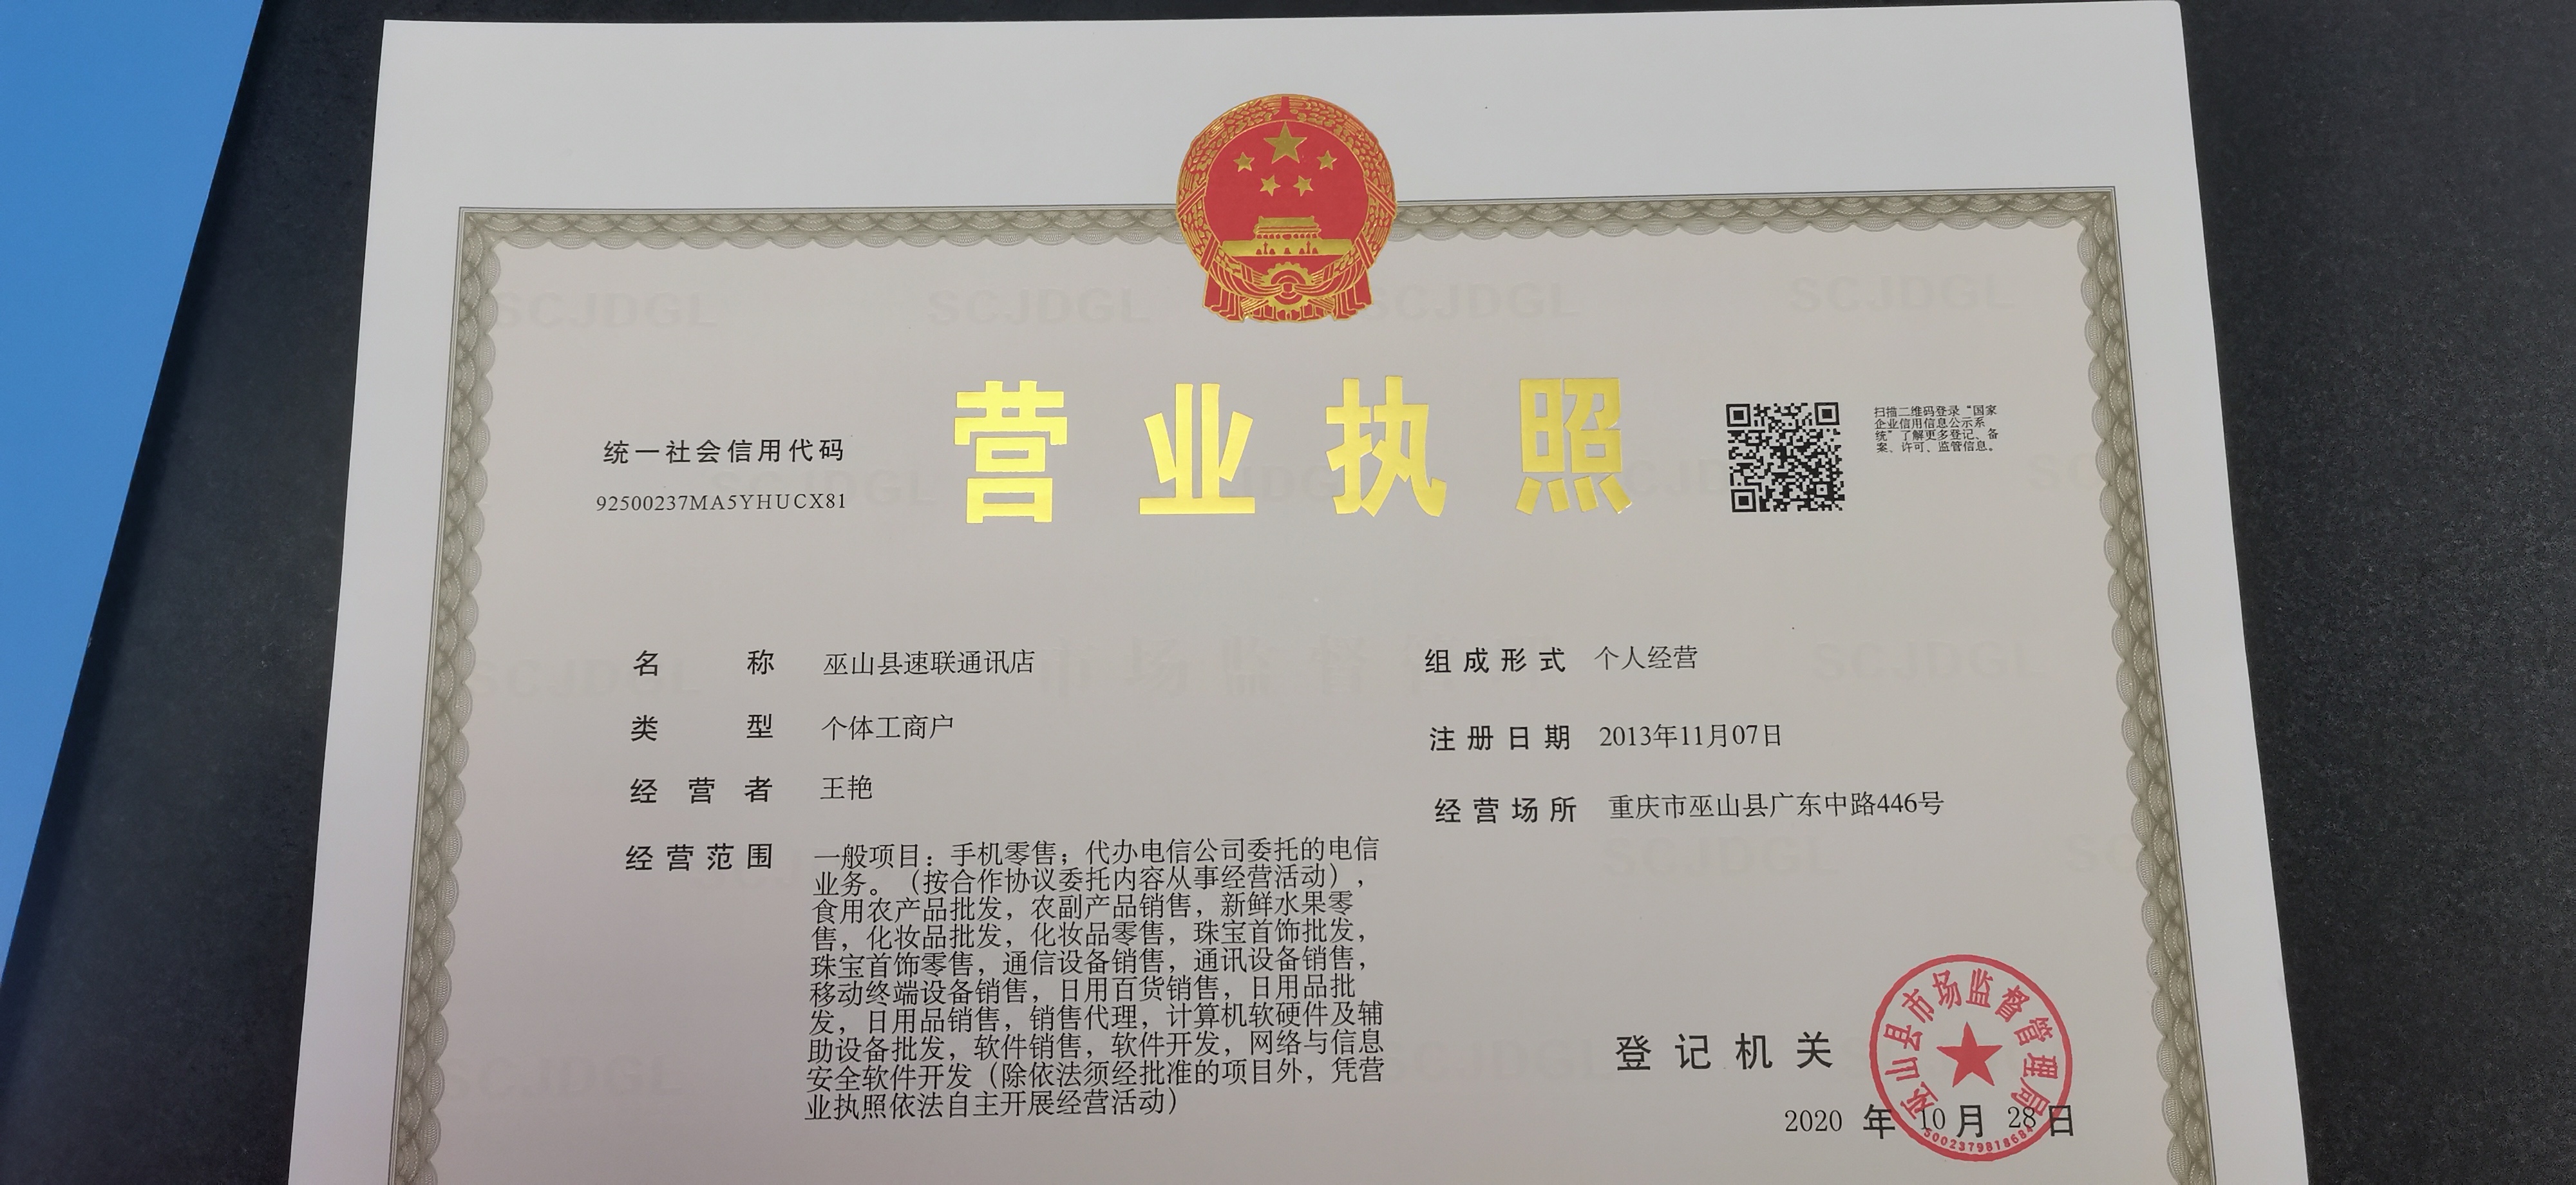 营业执照
统一社会信用代码
92500237MA5YHUCX81
扫描二维码登录“国家
企业信用信息公示系
统”了解更多登记、备
案、许可、监管信息。
名称 巫山县速联通讯店
类型 个体工商户
经营者 王艳
经营范围 一般项目：手机零售；代办电信公司委托的电信
业务。（按合作协议委托内容从事经营活动），
食用农产品批发，农副产品销售，新鲜水果零
售，化妆品批发，化妆品零售，珠宝首饰批发，
珠宝首饰零售，通信设备销售，通讯设备销售，
移动终端设备销售，日用百货销售，日用品批
发，日用品销售，销售代理，计算机软硬件及辅
助设备批发，软件销售，软件开发，网络与信息
安全软件开发（除依法须经批准的项目外，凭营
业执照依法自主开展经营活动）
组成形式 个人经营
注册日期 2013年11月07日
经营场所 重庆市巫山县广东中路446号
登记机关
巫山县市场监督管理局
2020 年 10 月 28 日
SCJDGL
SCJDGL
SCJDGL
SCJDGL
市场监督管理